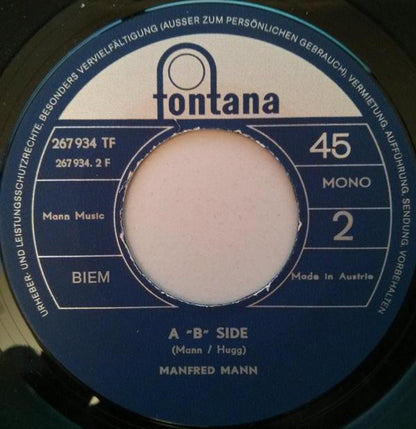 URHEBER- UND LEISTUNGSSCHUTZRECHTE, BESONDERS VERVIELFÄLTIGUNG (AUSSER ZUM PERSÖNLICHEN GEBRAUCH), VERMIETUNG, AUFFÜHRUNG, SENDUNG, VORBEHALTEN
fontana
267 934 TF
267 934. 2 F
45
MONO
Mann Music
2
BIEM
Made in Austria
A "B" SIDE
(Mann / Hugg)
MANFRED MANN